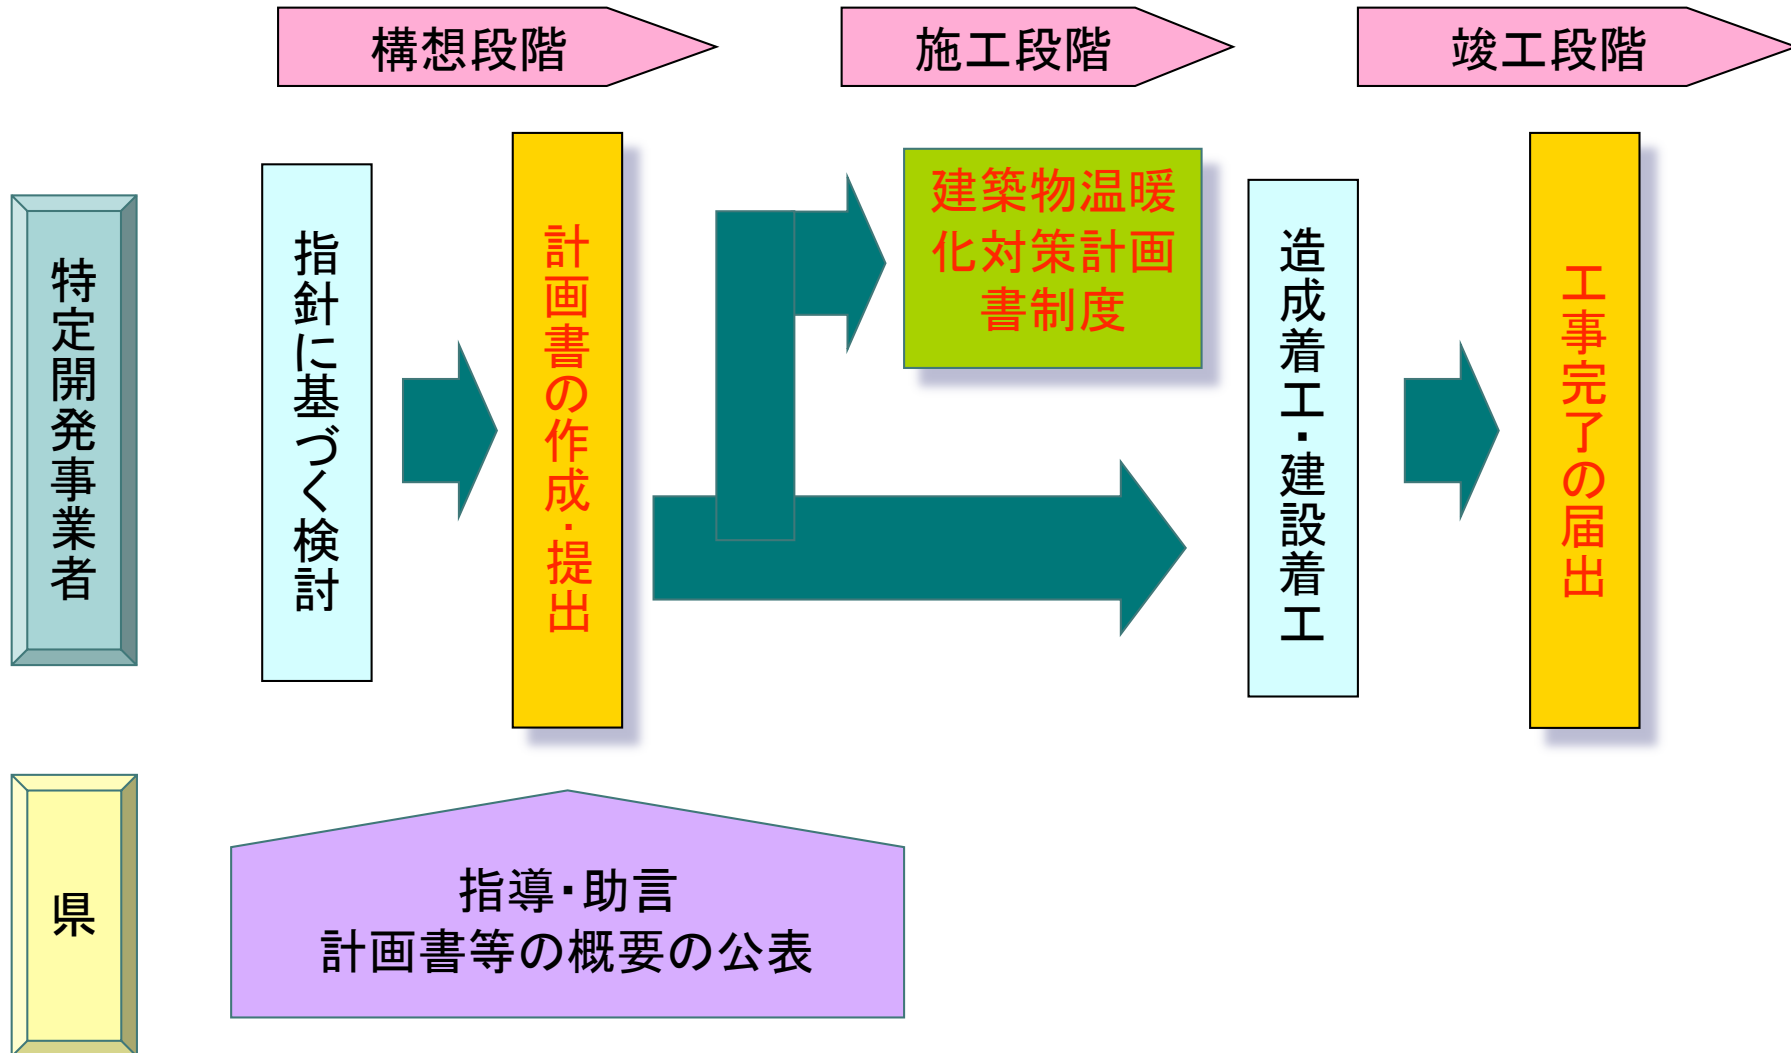 構想段階
施工段階
竣工段階
特定開発事業者
指針に基づく検討
計画書の作成・提出
建築物温暖
化対策計画
書制度
造成着工・建設着工
工事完了の届出
県
指導・助言
計画書等の概要の公表